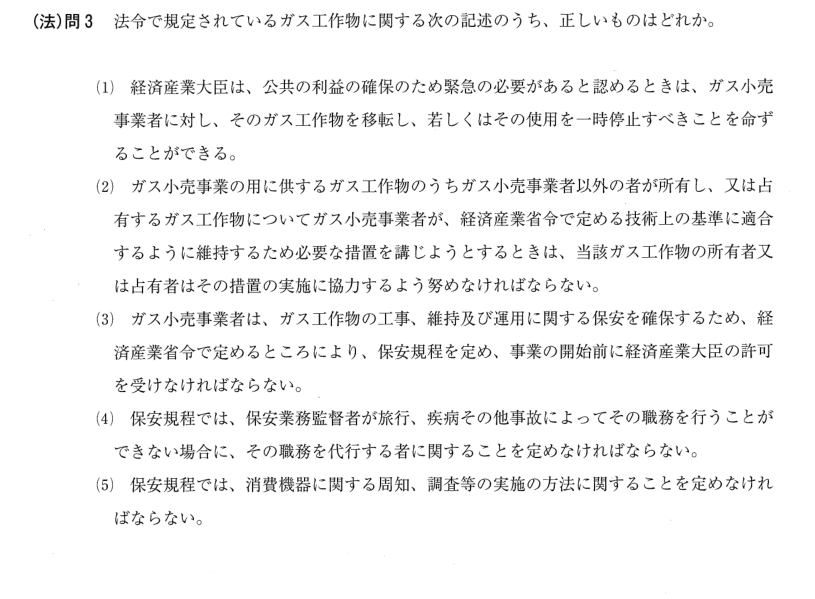 (法)問3 法令で規定されているガス工作物に関する次の記述のうち、正しいものはどれか。
(1) 経済産業大臣は、公共の利益の確保のため緊急の必要があると認めるときは、ガス小売
事業者に対し、そのガス工作物を移転し、若しくはその使用を一時停止すべきことを命ず
ることができる。
(2) ガス小売事業の用に供するガス工作物のうちガス小売事業者以外の者が所有し、又は占
有するガス工作物についてガス小売事業者が、経済産業省令で定める技術上の基準に適合
するように維持するため必要な措置を講じようとするときは、当該ガス工作物の所有者又
は占有者はその措置の実施に協力するよう努めなければならない。
(3) ガス小売事業者は、ガス工作物の工事、維持及び運用に関する保安を確保するため、経
済産業省令で定めるところにより、保安規程を定め、事業の開始前に経済産業大臣の許可
を受けなければならない。
(4) 保安規程では、保安業務監督者が旅行、疾病その他事故によってその職務を行うことが
できない場合に、その職務を代行する者に関することを定めなければならない。
(5) 保安規程では、消費機器に関する周知、調査等の実施の方法に関することを定めなけれ
ばならない。